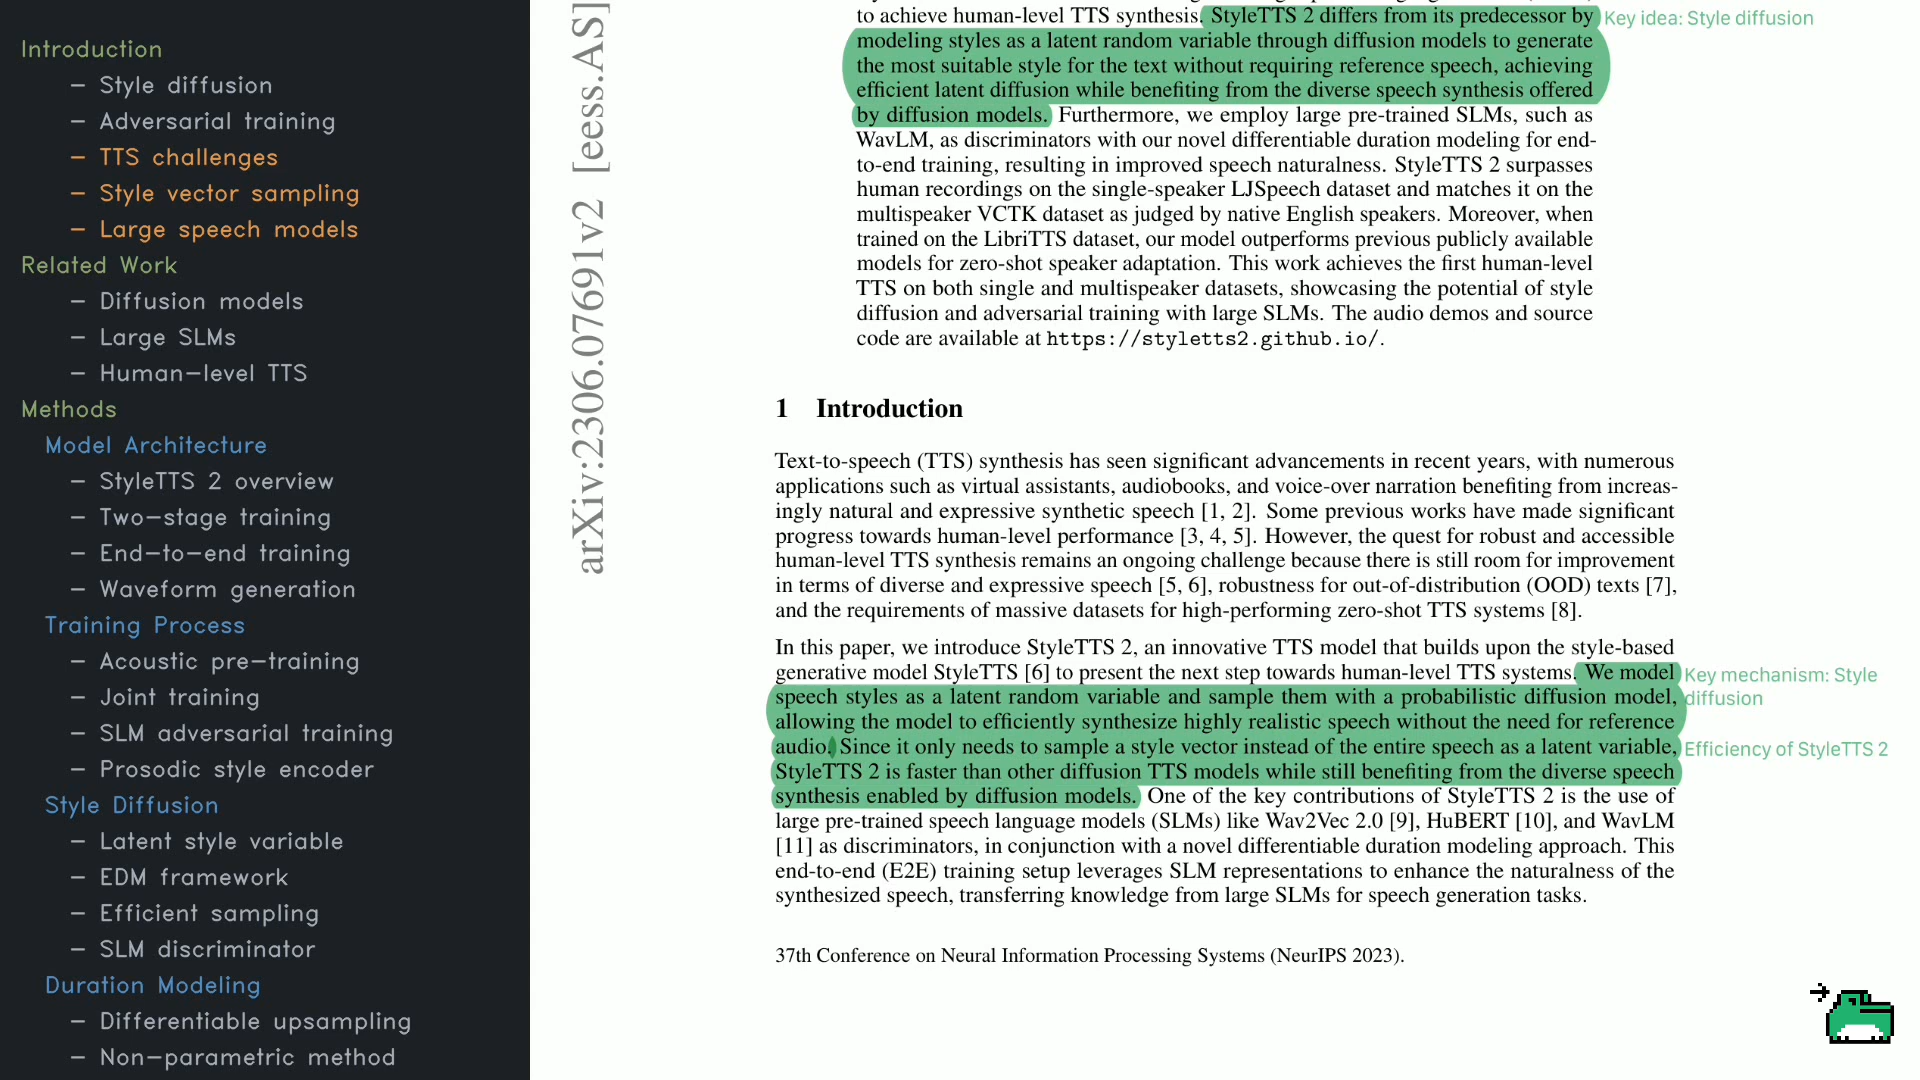 Introduction
– Style diffusion
– Adversarial training
– TTS challenges
– Style vector sampling
– Large speech models
Related Work
– Diffusion models
– Large SLMs
– Human-level TTS
Methods
Model Architecture
– StyleTTS 2 overview
– Two-stage training
– End-to-end training
– Waveform generation
Training Process
– Acoustic pre-training
– Joint training
– SLM adversarial training
– Prosodic style encoder
Style Diffusion
– Latent style variable
– EDM framework
– Efficient sampling
– SLM discriminator
Duration Modeling
– Differentiable upsampling
– Non-parametric method
arXiv:2306.07691v2 [eess.AS]
to achieve human-level TTS synthesis. StyleTTS 2 differs from its predecessor by
modeling styles as a latent random variable through diffusion models to generate
the most suitable style for the text without requiring reference speech, achieving
efficient latent diffusion while benefiting from the diverse speech synthesis offered
by diffusion models. Furthermore, we employ large pre-trained SLMs, such as
WavLM, as discriminators with our novel differentiable duration modeling for end-
to-end training, resulting in improved speech naturalness. StyleTTS 2 surpasses
human recordings on the single-speaker LJSpeech dataset and matches it on the
multispeaker VCTK dataset as judged by native English speakers. Moreover, when
trained on the LibriTTS dataset, our model outperforms previous publicly available
models for zero-shot speaker adaptation. This work achieves the first human-level
TTS on both single and multispeaker datasets, showcasing the potential of style
diffusion and adversarial training with large SLMs. The audio demos and source
code are available at https://styletts2.github.io/.
Key idea: Style diffusion
1 Introduction
Text-to-speech (TTS) synthesis has seen significant advancements in recent years, with numerous
applications such as virtual assistants, audiobooks, and voice-over narration benefiting from increas-
ingly natural and expressive synthetic speech [1, 2]. Some previous works have made significant
progress towards human-level performance [3, 4, 5]. However, the quest for robust and accessible
human-level TTS synthesis remains an ongoing challenge because there is still room for improvement
in terms of diverse and expressive speech [5, 6], robustness for out-of-distribution (OOD) texts [7],
and the requirements of massive datasets for high-performing zero-shot TTS systems [8].
In this paper, we introduce StyleTTS 2, an innovative TTS model that builds upon the style-based
generative model StyleTTS [6] to present the next step towards human-level TTS systems. We model
speech styles as a latent random variable and sample them with a probabilistic diffusion model,
allowing the model to efficiently synthesize highly realistic speech without the need for reference
audio. Since it only needs to sample a style vector instead of the entire speech as a latent variable,
StyleTTS 2 is faster than other diffusion TTS models while still benefiting from the diverse speech
synthesis enabled by diffusion models. One of the key contributions of StyleTTS 2 is the use of
large pre-trained speech language models (SLMs) like Wav2Vec 2.0 [9], HuBERT [10], and WavLM
[11] as discriminators, in conjunction with a novel differentiable duration modeling approach. This
end-to-end (E2E) training setup leverages SLM representations to enhance the naturalness of the
synthesized speech, transferring knowledge from large SLMs for speech generation tasks.
Key mechanism: Style
diffusion
Efficiency of StyleTTS 2
37th Conference on Neural Information Processing Systems (NeurIPS 2023).